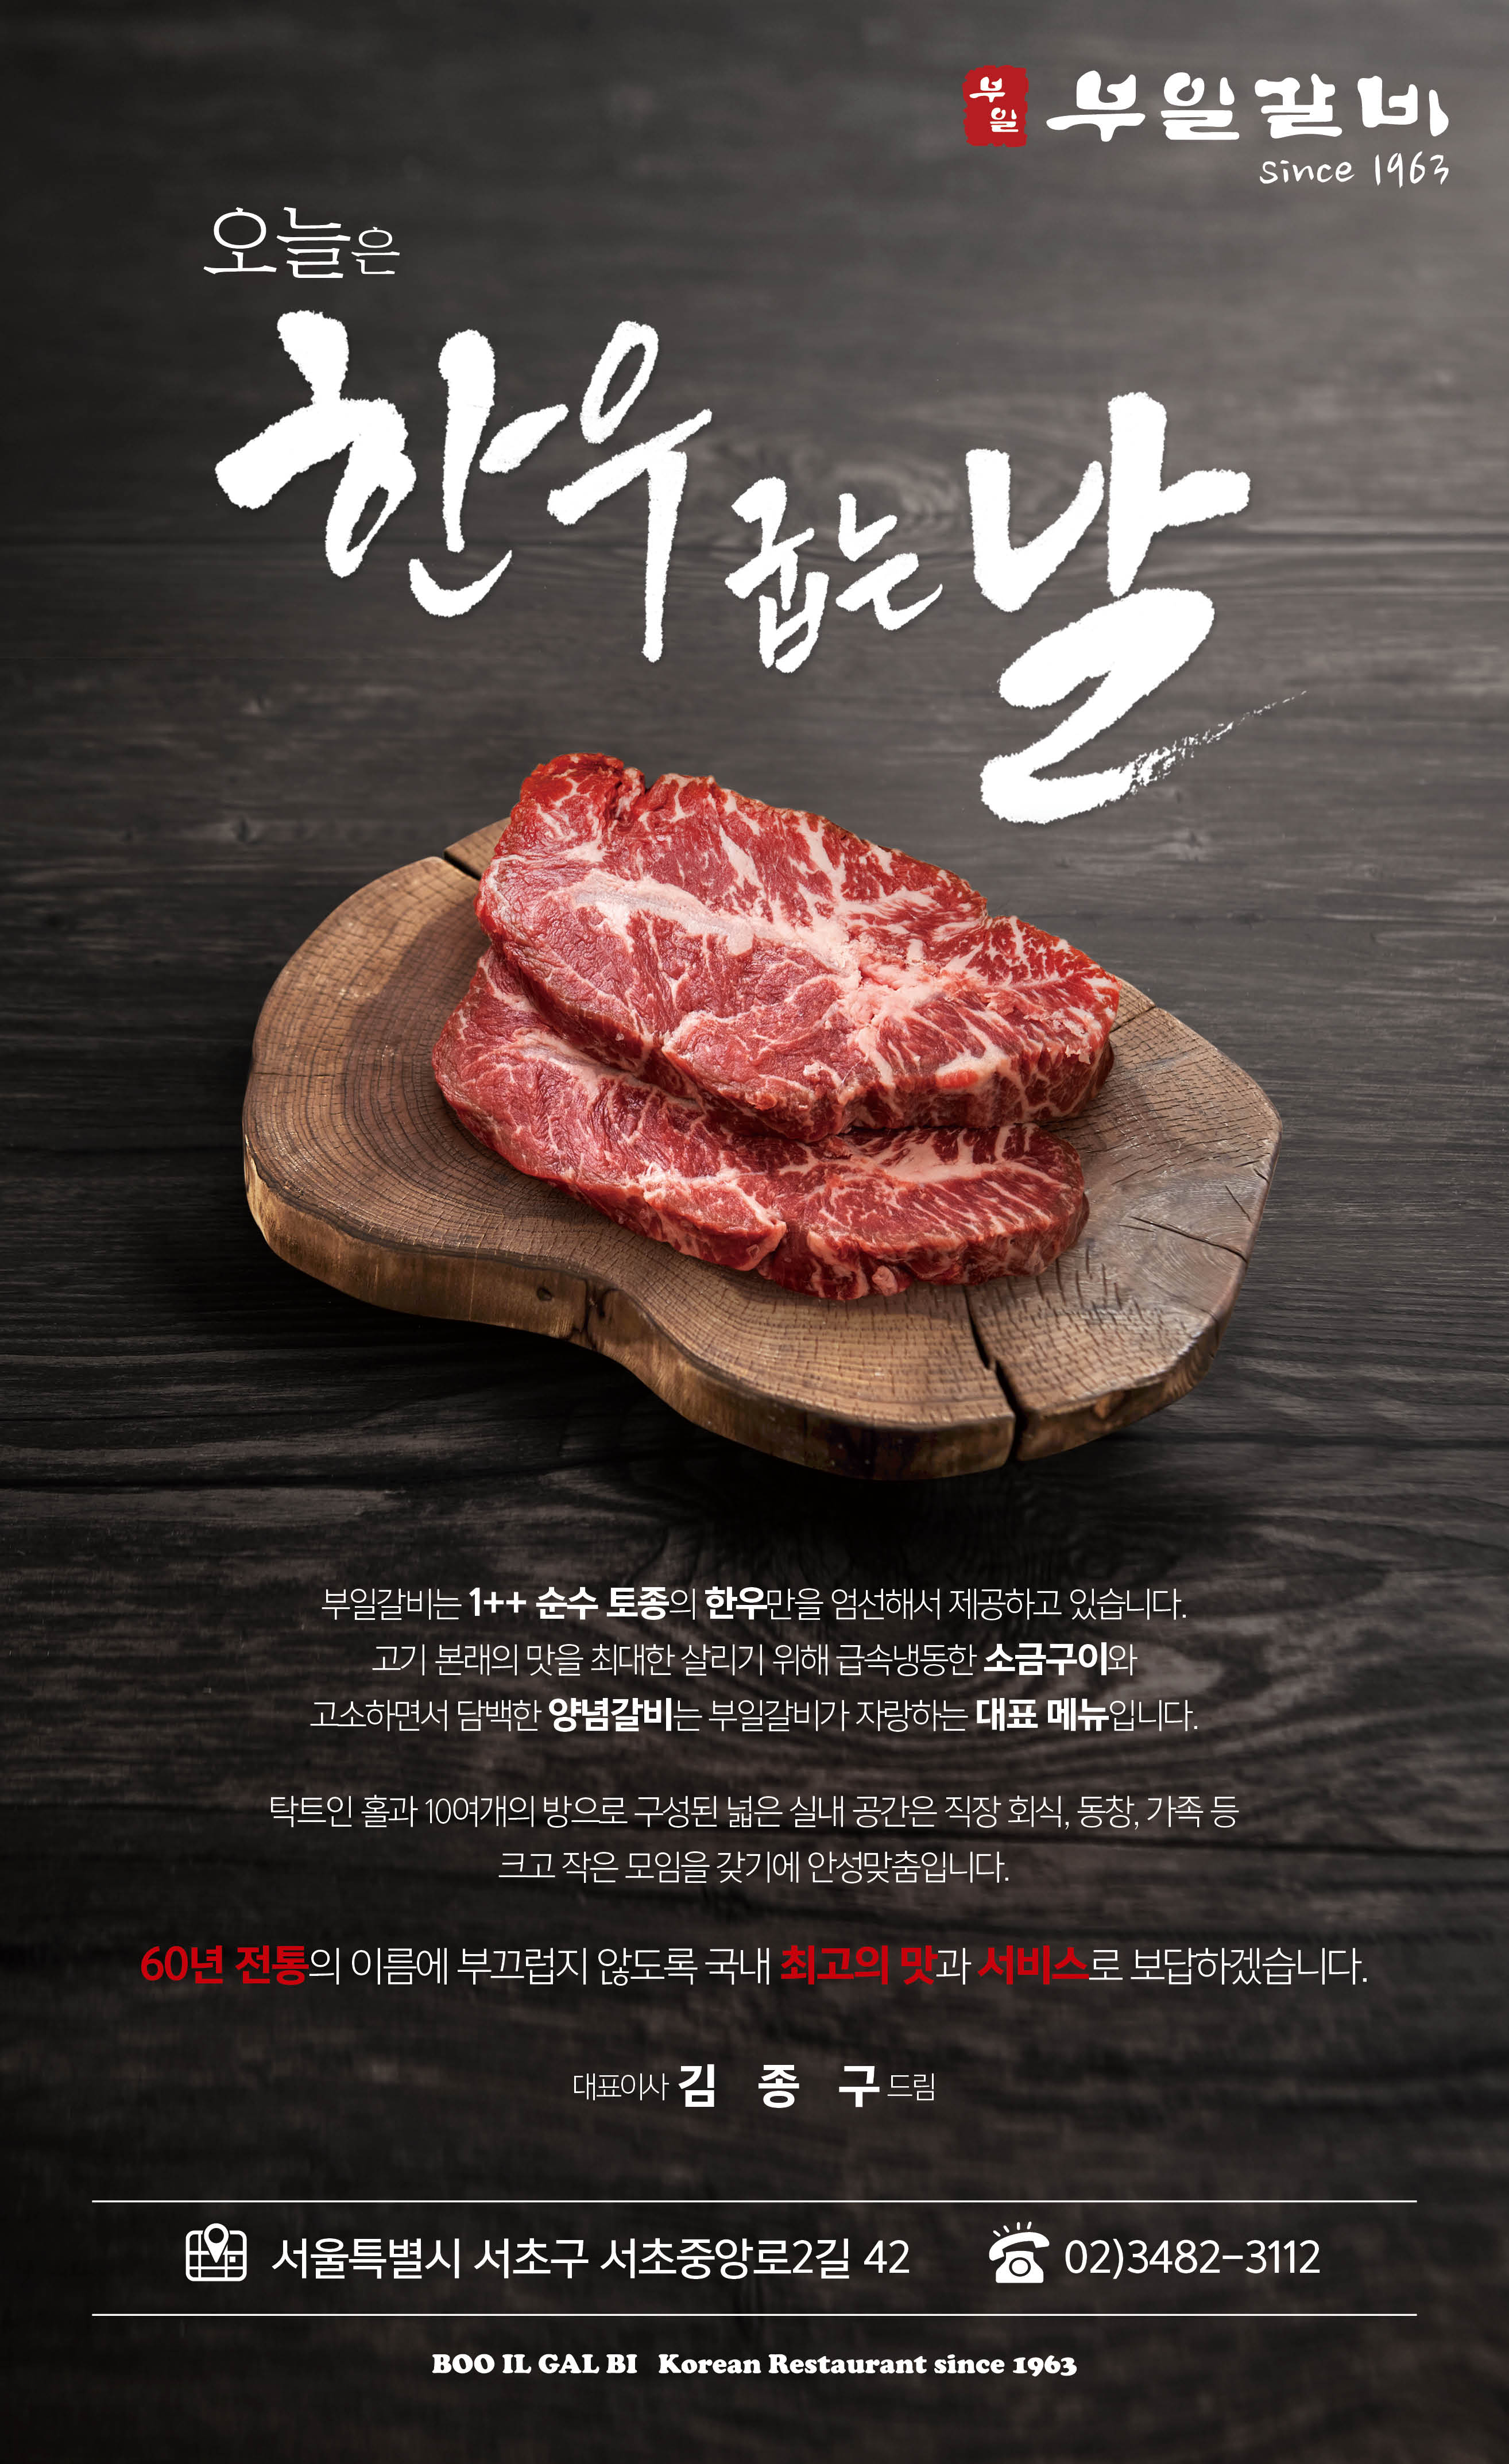 부일
부일갈비
since 1963
오늘은
한우 굽는 날
부일갈비는 1++ 순수 토종의 한우만을 엄선해서 제공하고 있습니다.
고기 본래의 맛을 최대한 살리기 위해 급속냉동한 소금구이와
고소하면서 담백한 양념갈비는 부일갈비가 자랑하는 대표 메뉴입니다.
탁트인 홀과 10여개의 방으로 구성된 넓은 실내 공간은 직장 회식, 동창, 가족 등
크고 작은 모임을 갖기에 안성맞춤입니다.
60년 전통의 이름에 부끄럽지 않도록 국내 최고의 맛과 서비스로 보답하겠습니다.
대표이사 김 종 구 드림
서울특별시 서초구 서초중앙로2길 42
02)3482-3112
BOO IL GAL BI Korean Restaurant since 1963